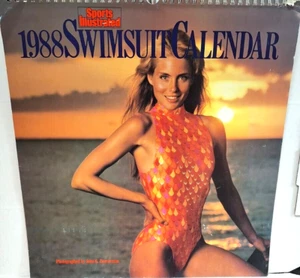 Sports
Illustrated
1988 SWIMSUIT CALENDAR